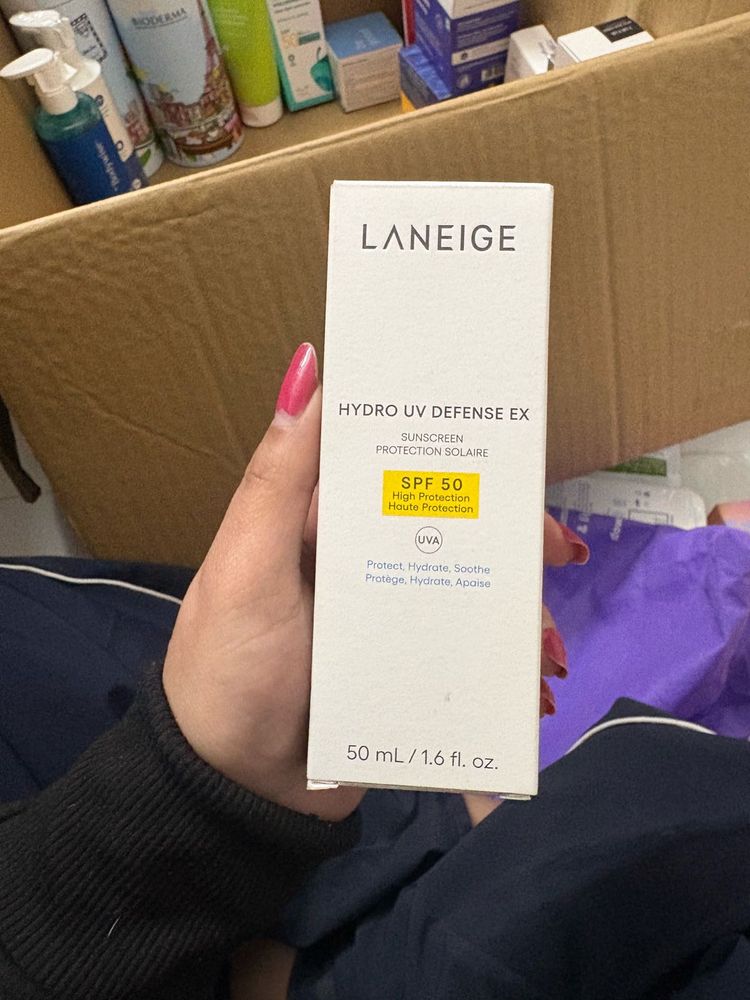 BIODERMA
LANEIGE
HYDRO UV DEFENSE EX
SUNSCREEN
PROTECTION SOLAIRE
SPF 50
High Protection
Haute Protection
UVA
Protect, Hydrate, Soothe
Protège, Hydrate, Apaise
50 mL / 1.6 fl. oz.